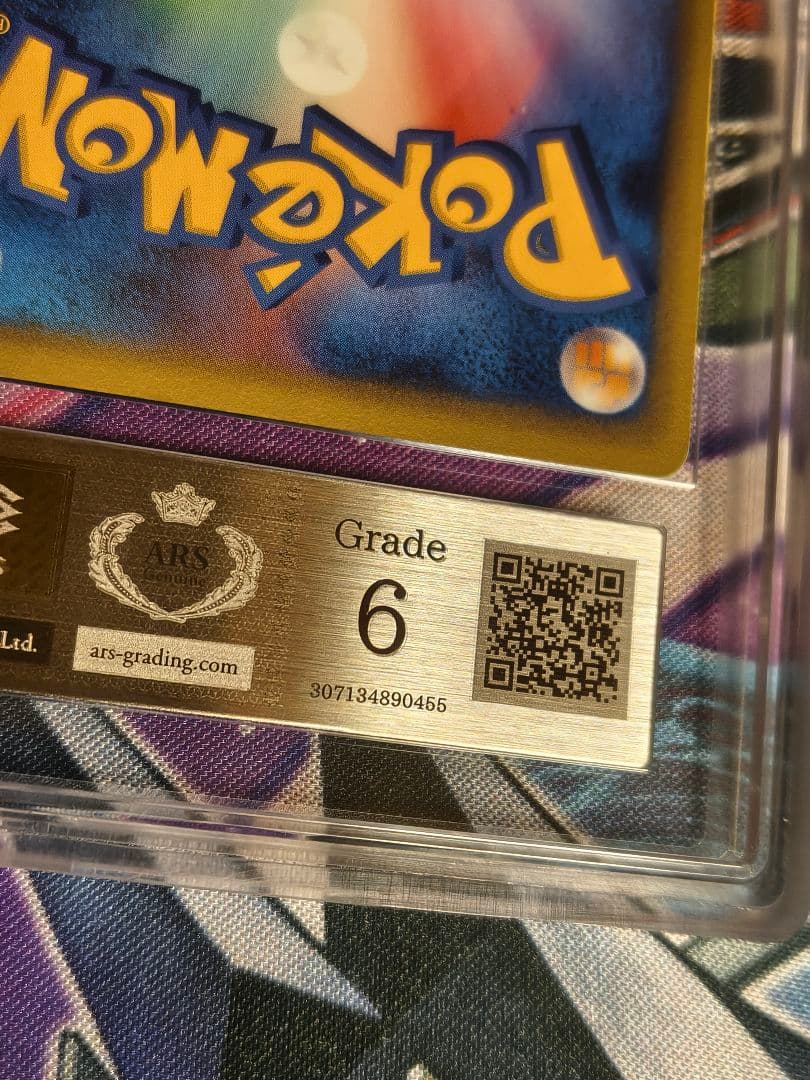 POKéMON
®
Ltd.
ARS
Genuine
ars-grading.com
Grade
6
307134890455